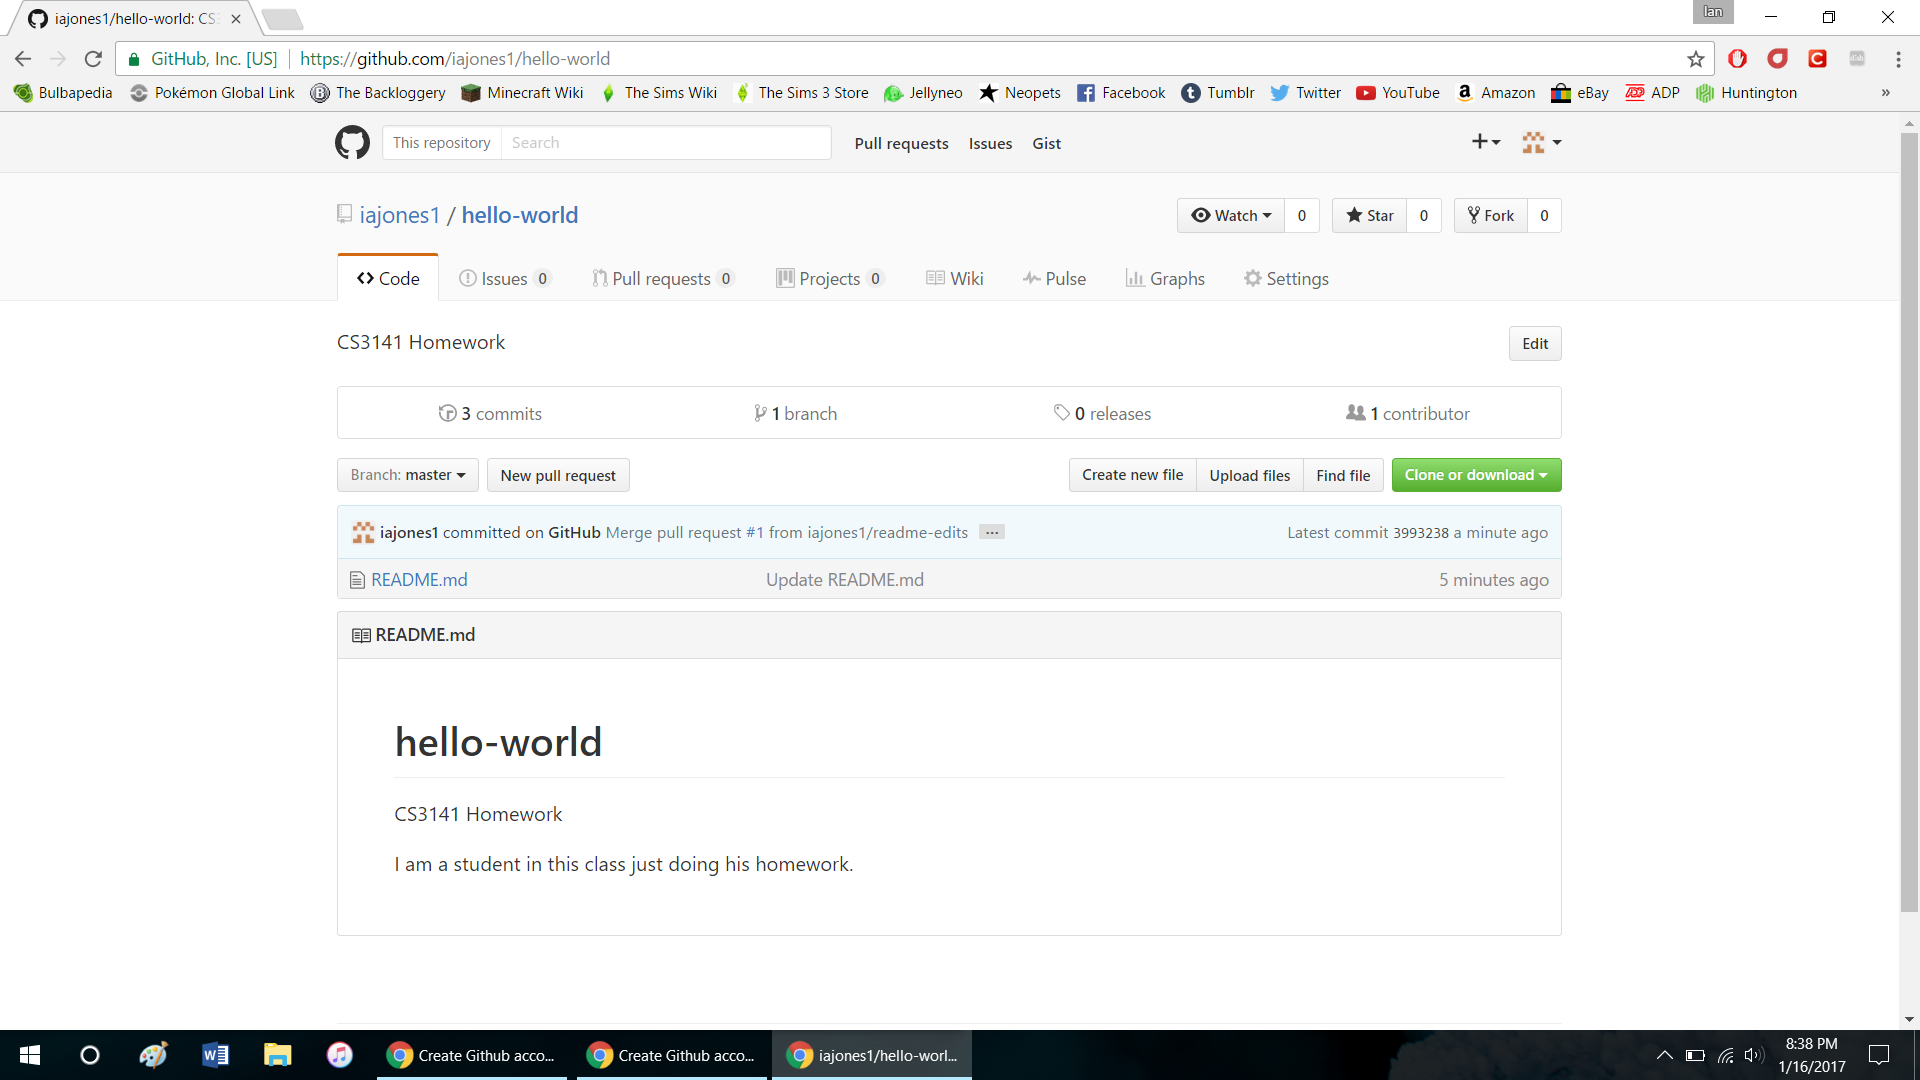 iajones1/hello-world: CS
Ian
GitHub, Inc. [US] https://github.com/iajones1/hello-world
Bulbapedia Pokémon Global Link The Backloggery Minecraft Wiki The Sims Wiki The Sims 3 Store Jellyneo Neopets Facebook Tumblr Twitter YouTube Amazon eBay ADP Huntington »
This repository Search Pull requests Issues Gist
iajones1 / hello-world Watch 0 Star 0 Fork 0
Code Issues 0 Pull requests 0 Projects 0 Wiki Pulse Graphs Settings
CS3141 Homework Edit
3 commits 1 branch 0 releases 1 contributor
Branch: master New pull request Create new file Upload files Find file Clone or download
iajones1 committed on GitHub Merge pull request #1 from iajones1/readme-edits ... Latest commit 3993238 a minute ago
README.md Update README.md 5 minutes ago
README.md
hello-world
CS3141 Homework
I am a student in this class just doing his homework.
Create Github acco... Create Github acco... iajones1/hello-worl... 8:38 PM
1/16/2017